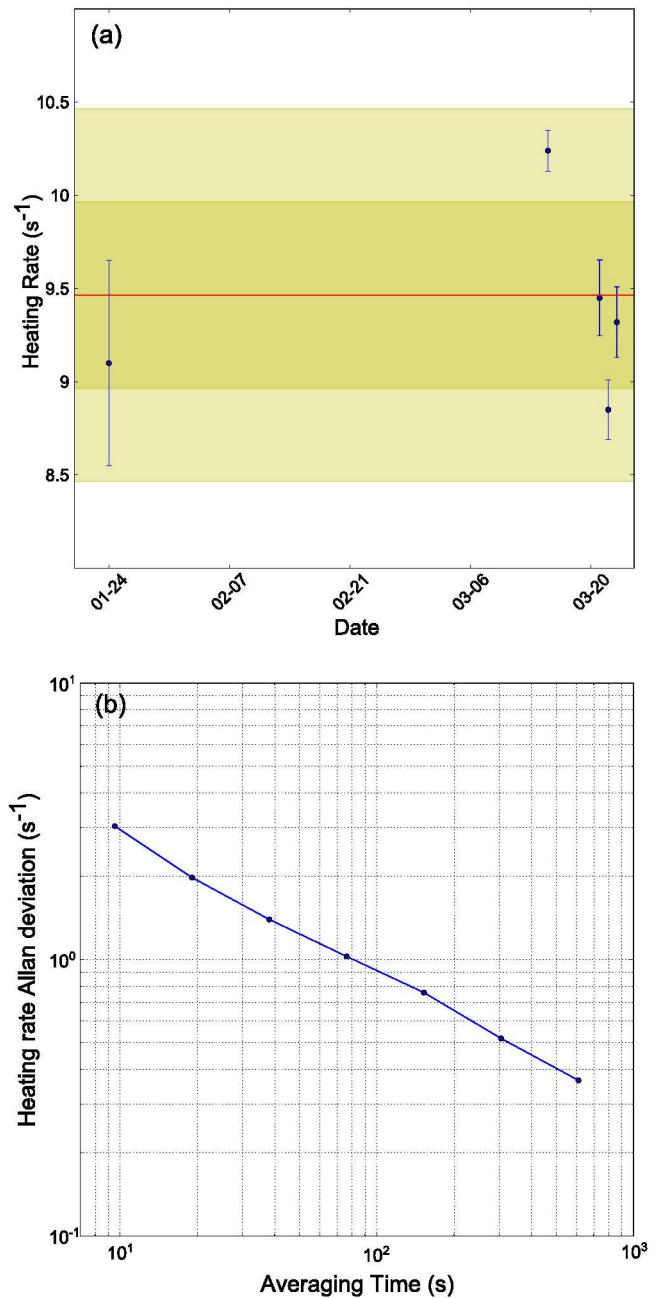 (a)
Heating Rate (s⁻¹)
10.5
10
9.5
9
8.5
01-24
02-07
02-21
03-06
03-20
Date
(b)
Heating rate Allan deviation (s⁻¹)
10¹
10⁰
10⁻¹
10¹
10²
10³
Averaging Time (s)